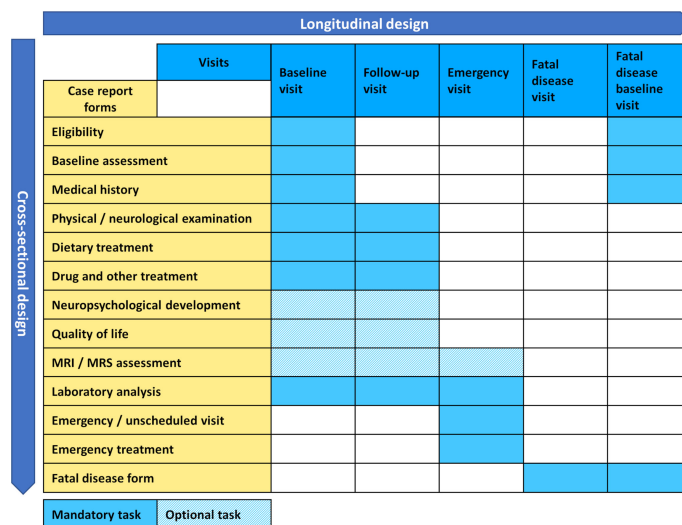 Longitudinal design
Cross-sectional design
Visits
Baseline
visit
Follow-up
visit
Emergency
visit
Fatal
disease
visit
Fatal
disease
baseline
visit
Case report
forms
Eligibility
Baseline assessment
Medical history
Physical / neurological examination
Dietary treatment
Drug and other treatment
Neuropsychological development
Quality of life
MRI / MRS assessment
Laboratory analysis
Emergency / unscheduled visit
Emergency treatment
Fatal disease form
Mandatory task
Optional task